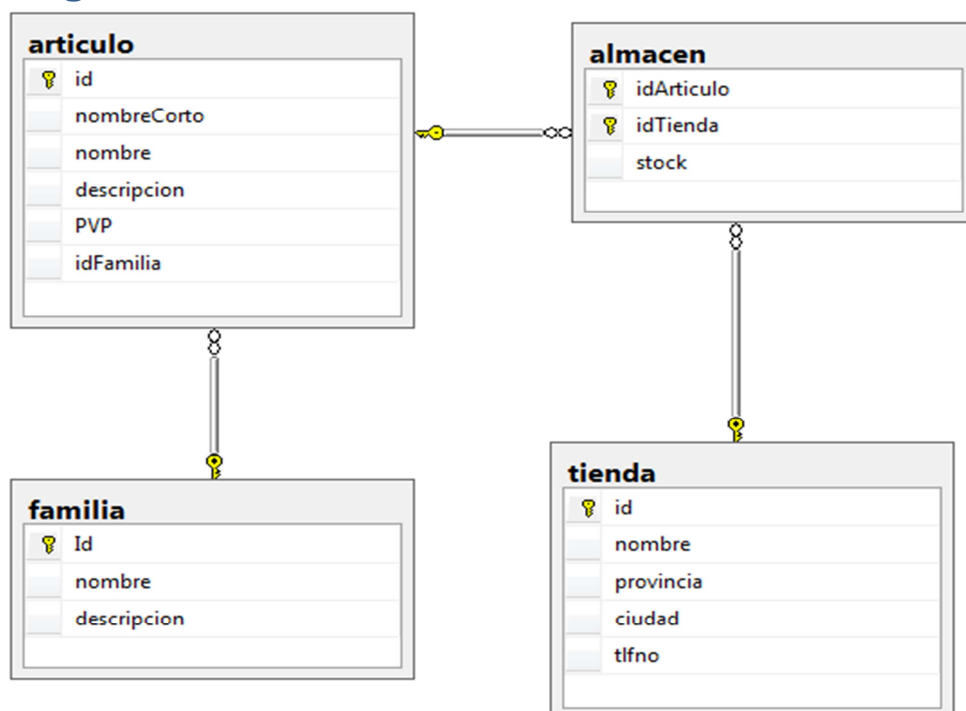 articulo
id
nombreCorto
nombre
descripcion
PVP
idFamilia
almacen
idArticulo
idTienda
stock
familia
Id
nombre
descripcion
tienda
id
nombre
provincia
ciudad
tlfno